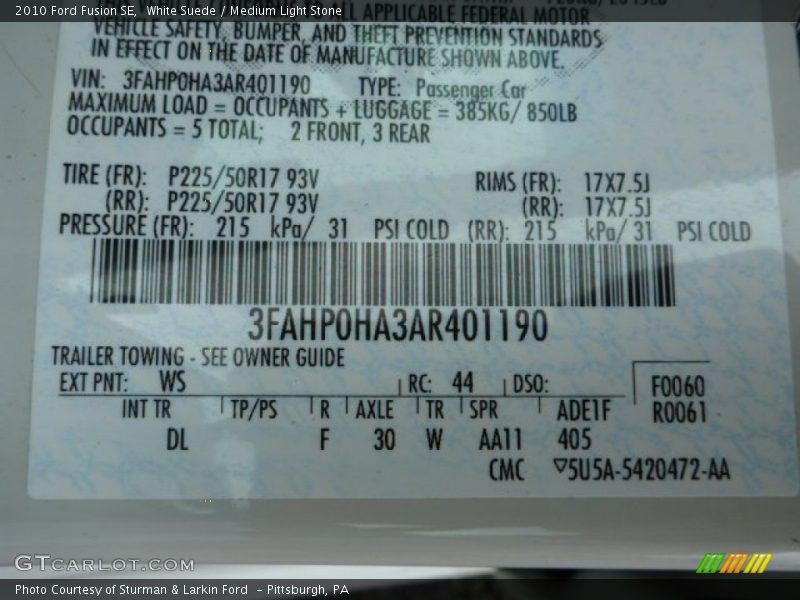 2010 Ford Fusion SE, White Suede / Medium Light Stone
ALL APPLICABLE FEDERAL MOTOR
VEHICLE SAFETY, BUMPER, AND THEFT PREVENTION STANDARDS
IN EFFECT ON THE DATE OF MANUFACTURE SHOWN ABOVE.
VIN: 3FAHP0HA3AR401190 TYPE: Passenger Car
MAXIMUM LOAD = OCCUPANTS + LUGGAGE = 385KG/ 850LB
OCCUPANTS = 5 TOTAL; 2 FRONT, 3 REAR
TIRE (FR): P225/50R17 93V RIMS (FR): 17X7.5J
(RR): P225/50R17 93V (RR): 17X7.5J
PRESSURE (FR): 215 kPa/ 31 PSI COLD (RR): 215 kPa/ 31 PSI COLD
3FAHP0HA3AR401190
TRAILER TOWING - SEE OWNER GUIDE
EXT PNT: WS RC: 44 DSO: F0060
INT TR TP/PS R AXLE TR SPR ADE1F R0061
DL F 30 W AA11 405
CMC ▽5U5A-5420472-AA
GTCARLOT.COM
Photo Courtesy of Sturman & Larkin Ford - Pittsburgh, PA